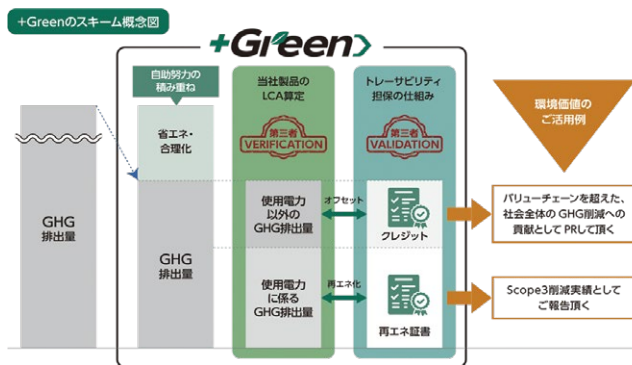 +Greenのスキーム概念図
+Green
自助努力の
積み重ね
当社製品の
LCA算定
トレーサビリティ
担保の仕組み
環境価値の
ご活用例
省エネ・
合理化
第三者
VERIFICATION
第三者
VALIDATION
GHG
排出量
GHG
排出量
使用電力
以外の
GHG排出量
オフセット
クレジット
バリューチェーンを超えた、
社会全体の GHG削減への
貢献として PRして頂く
使用電力
に係る
GHG排出量
再エネ化
再エネ証書
Scope3削減実績として
ご報告頂く